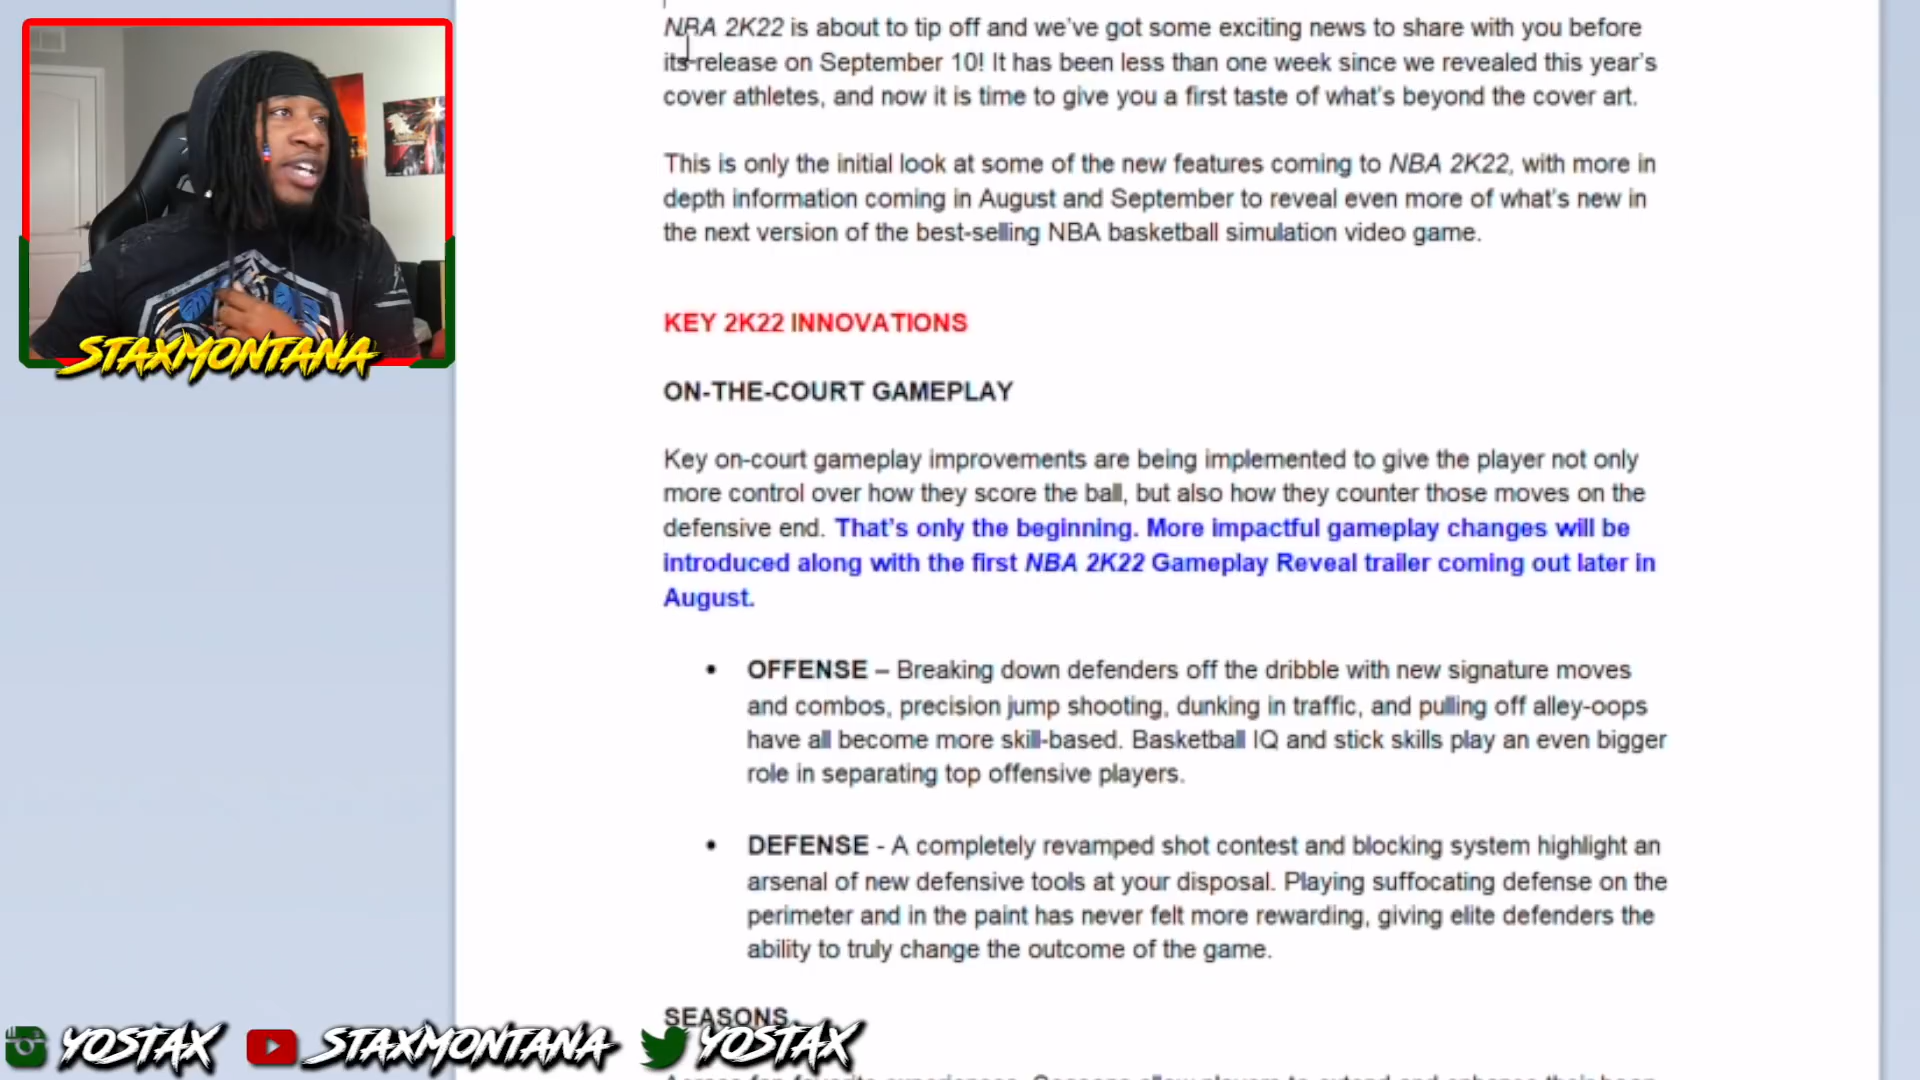 NBA 2K22 is about to tip off and we've got some exciting news to share with you before
its release on September 10! It has been less than one week since we revealed this year's
cover athletes, and now it is time to give you a first taste of what's beyond the cover art.
This is only the initial look at some of the new features coming to NBA 2K22, with more in
depth information coming in August and September to reveal even more of what's new in
the next version of the best-selling NBA basketball simulation video game.
KEY 2K22 INNOVATIONS
ON-THE-COURT GAMEPLAY
Key on-court gameplay improvements are being implemented to give the player not only
more control over how they score the ball, but also how they counter those moves on the
defensive end. That's only the beginning. More impactful gameplay changes will be
introduced along with the first NBA 2K22 Gameplay Reveal trailer coming out later in
August.
• OFFENSE – Breaking down defenders off the dribble with new signature moves
and combos, precision jump shooting, dunking in traffic, and pulling off alley-oops
have all become more skill-based. Basketball IQ and stick skills play an even bigger
role in separating top offensive players.
• DEFENSE - A completely revamped shot contest and blocking system highlight an
arsenal of new defensive tools at your disposal. Playing suffocating defense on the
perimeter and in the paint has never felt more rewarding, giving elite defenders the
ability to truly change the outcome of the game.
SEASONS
STAXMONTANA
YOSTAX STAXMONTANA YOSTAX